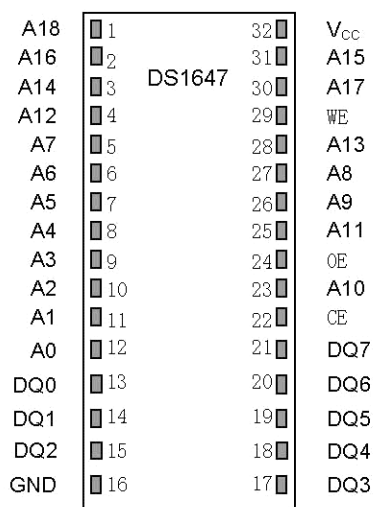 A18 1 32 V_CC
A16 2 31 A15
A14 3 DS1647 30 A17
A12 4 29 WE
A7 5 28 A13
A6 6 27 A8
A5 7 26 A9
A4 8 25 A11
A3 9 24 OE
A2 10 23 A10
A1 11 22 CE
A0 12 21 DQ7
DQ0 13 20 DQ6
DQ1 14 19 DQ5
DQ2 15 18 DQ4
GND 16 17 DQ3